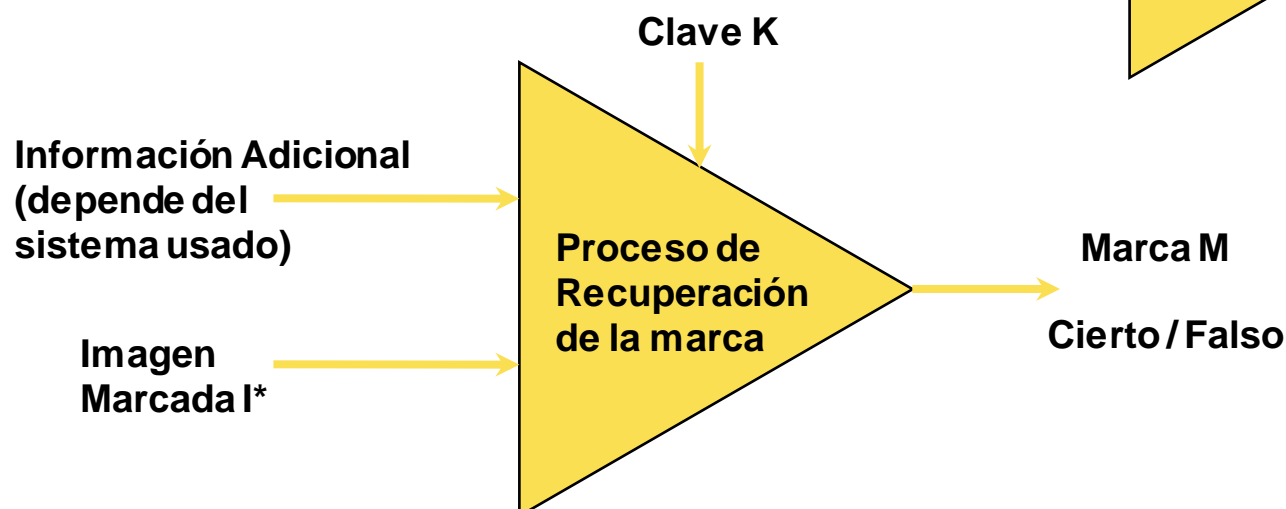 Clave K
Información Adicional
(depende del
sistema usado)
Proceso de
Recuperación
de la marca
Marca M
Cierto / Falso
Imagen
Marcada I*